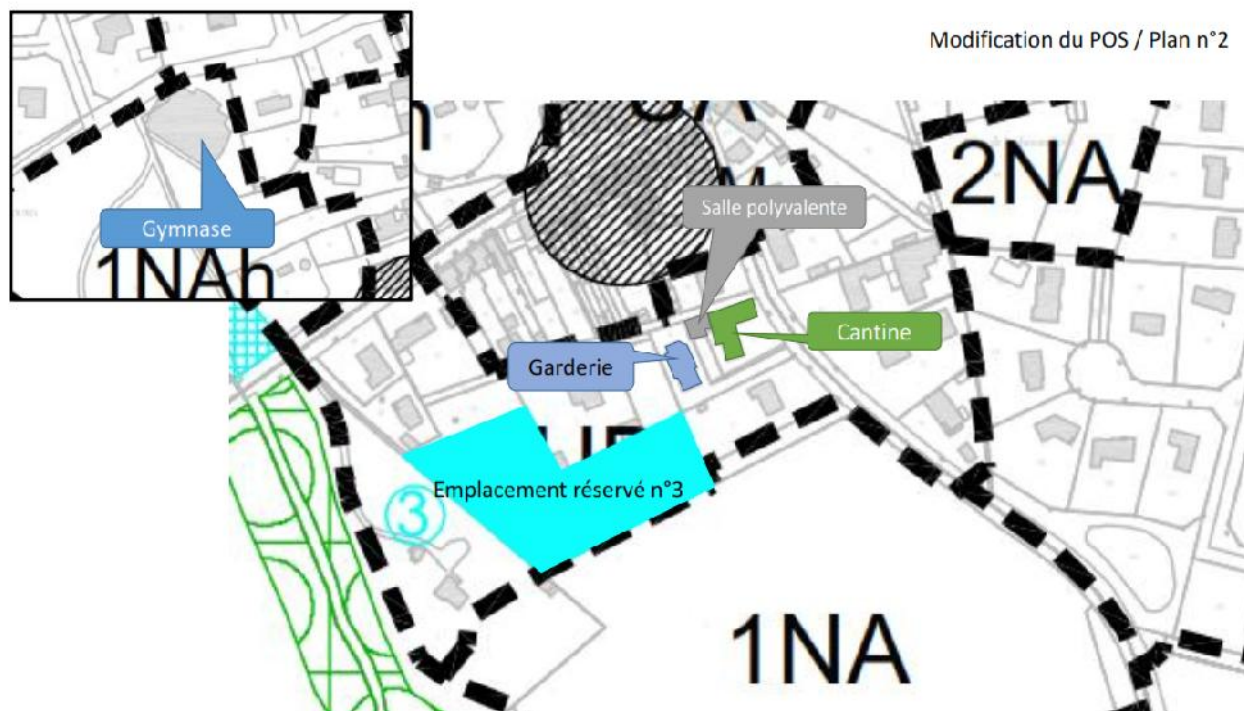 Modification du POS / Plan n°2
Gymnase
1NAh
2NA
Salle polyvalente
Cantine
Garderie
Emplacement réservé n°3
3
1NA